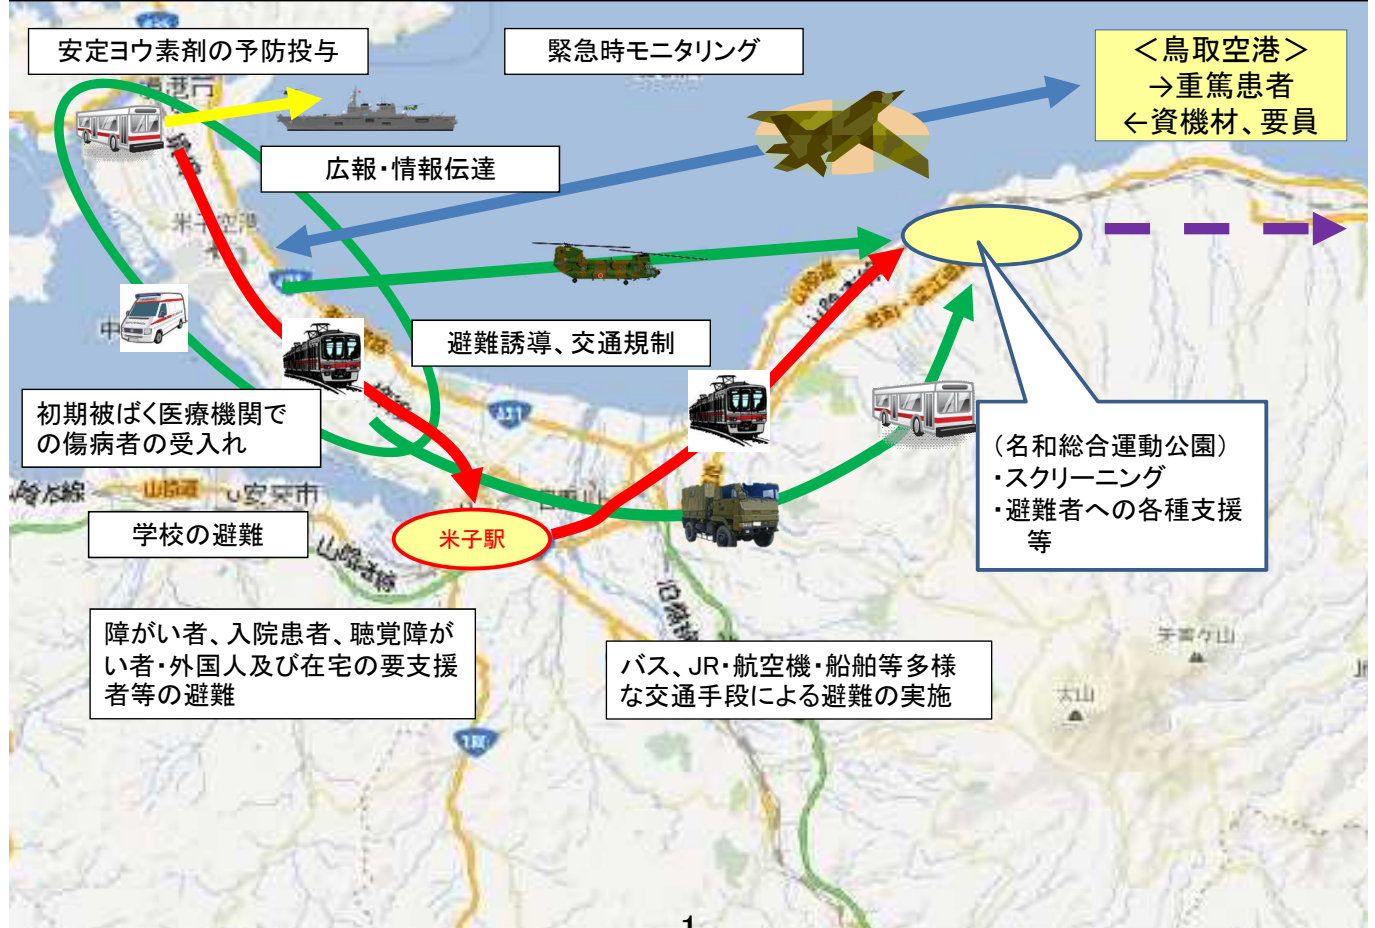 安定ヨウ素剤の予防投与
緊急時モニタリング
＜鳥取空港＞
→重篤患者
←資機材、要員
広報・情報伝達
米子空港
避難誘導、交通規制
初期被ばく医療機関で
の傷病者の受入れ
(名和総合運動公園)
・スクリーニング
・避難者への各種支援
等
学校の避難
米子駅
障がい者、入院患者、聴覚障が
い者・外国人及び在宅の要支援
者等の避難
バス、JR・航空機・船舶等多様
な交通手段による避難の実施
431
431
180
1